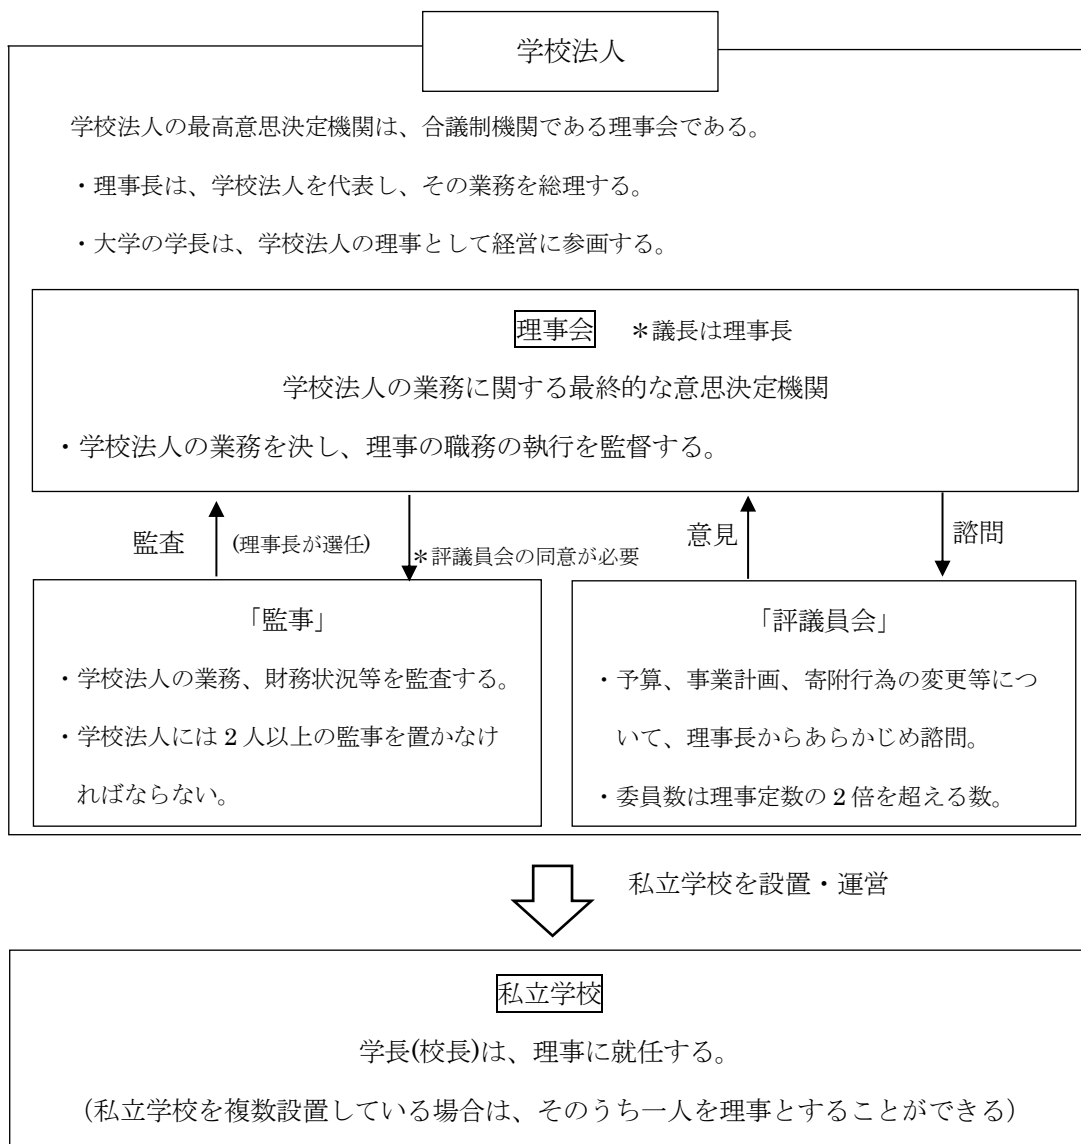 学校法人
学校法人の最高意思決定機関は、合議制機関である理事会である。
・理事長は、学校法人を代表し、その業務を総理する。
・大学の学長は、学校法人の理事として経営に参画する。
理事会 ＊議長は理事長
学校法人の業務に関する最終的な意思決定機関
・学校法人の業務を決し、理事の職務の執行を監督する。
監査 (理事長が選任) ＊評議員会の同意が必要
意見 諮問
「監事」
・学校法人の業務、財務状況等を監査する。
・学校法人には 2 人以上の監事を置かなけ
ればならない。
「評議員会」
・予算、事業計画、寄附行為の変更等につ
いて、理事長からあらかじめ諮問。
・委員数は理事定数の 2 倍を超える数。
私立学校を設置・運営
私立学校
学長(校長)は、理事に就任する。
(私立学校を複数設置している場合は、そのうち一人を理事とすることができる)